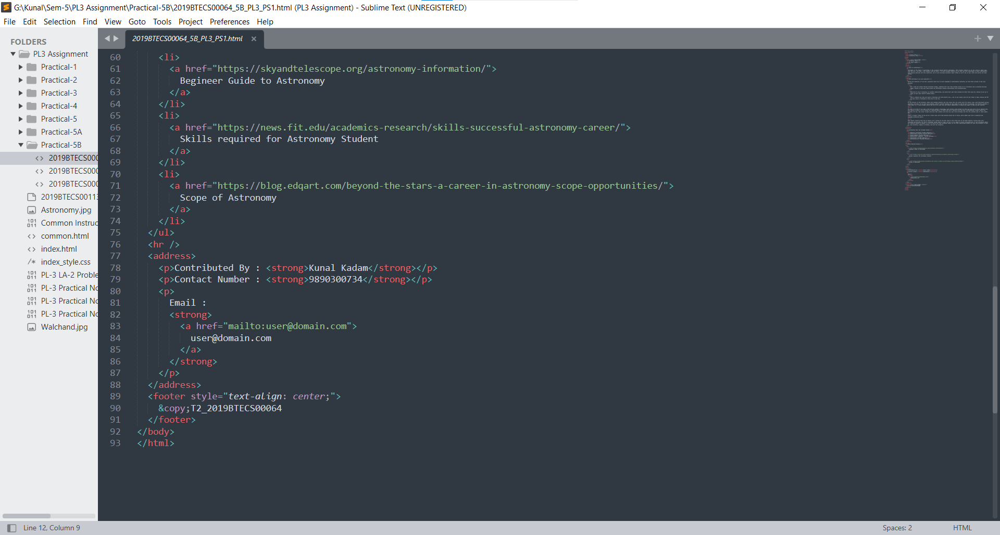 G:\Kunal\Sem-5\PL3 Assignment\Practical-5B\2019BTECS00064_5B_PL3_PS1.html (PL3 Assignment) - Sublime Text (UNREGISTERED)
File Edit Selection Find View Goto Tools Project Preferences Help
FOLDERS
PL3 Assignment
Practical-1
Practical-2
Practical-3
Practical-4
Practical-5
Practical-5A
Practical-5B
<> 2019BTECS000
<> 2019BTECS000
<> 2019BTECS000
2019BTECS00113
Astronomy.jpg
Common Instruc
<> common.html
<> index.html
/* index_style.css
PL-3 LA-2 Proble
PL-3 Practical No
PL-3 Practical No
PL-3 Practical No
Walchand.jpg
2019BTECS00064_5B_PL3_PS1.html
60 <li>
61 <a href="https://skyandtelescope.org/astronomy-information/">
62 Begineer Guide to Astronomy
63 </a>
64 </li>
65 <li>
66 <a href="https://news.fit.edu/academics-research/skills-successful-astronomy-career/">
67 Skills required for Astronomy Student
68 </a>
69 </li>
70 <li>
71 <a href="https://blog.edqart.com/beyond-the-stars-a-career-in-astronomy-scope-opportunities/">
72 Scope of Astronomy
73 </a>
74 </li>
75 </ul>
76 <hr />
77 <address>
78 <p>Contributed By : <strong>Kunal Kadam</strong></p>
79 <p>Contact Number : <strong>9890300734</strong></p>
80 <p>
81 Email :
82 <strong>
83 <a href="mailto:user@domain.com">
84 user@domain.com
85 </a>
86 </strong>
87 </p>
88 </address>
89 <footer style="text-align: center;">
90 &copy;T2_2019BTECS00064
91 </footer>
92 </body>
93 </html>
Line 12, Column 9
Spaces: 2
HTML